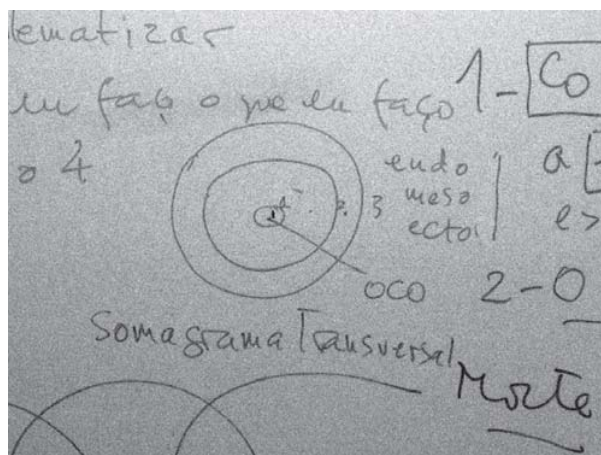 lematizar
eu faço o que eu faço 1-Co
o 4
endo a
1 2. 3 meso
ecto. es
oco 2-O
Somagrama Transversal
Morte